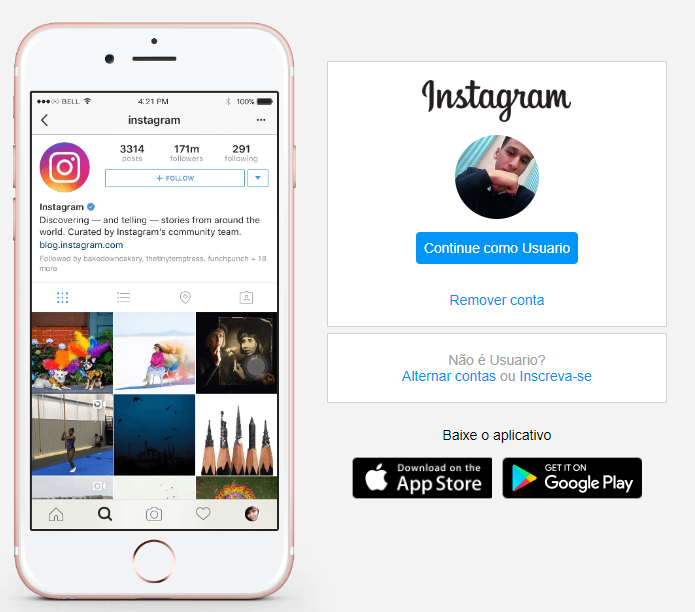 BELL
4:21 PM
100%
instagram
3314
171m
291
posts
followers
following
+ FOLLOW
Instagram
Discovering — and telling — stories from around the
world. Curated by Instagram's community team.
blog.instagram.com
Followed by bakedowncakery, thetinytemptress, funchpunch + 18
more
Instagram
Continue como Usuario
Remover conta
Não é Usuario?
Alternar contas ou Inscreva-se
Baixe o aplicativo
Download on the
App Store
GET IT ON
Google Play